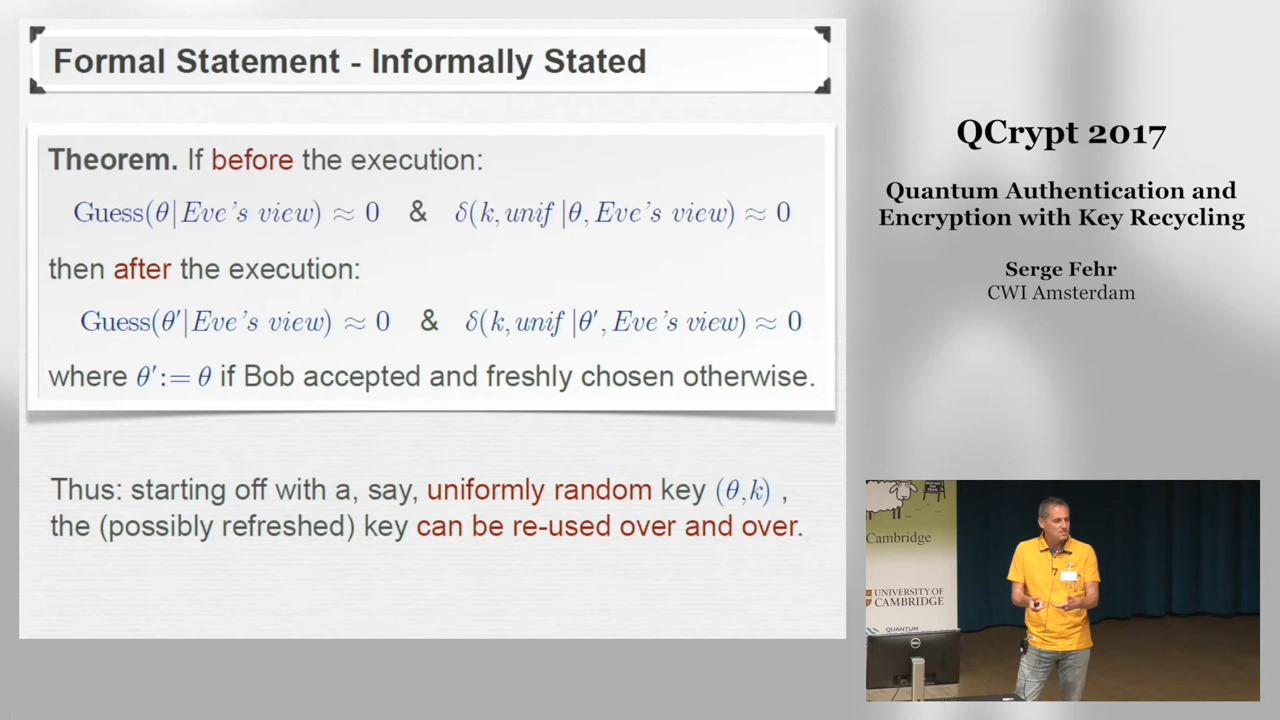 Formal Statement - Informally Stated
Theorem. If before the execution:
Guess(θ|Eve's view) ≈ 0 & δ(k, unif |θ, Eve's view) ≈ 0
then after the execution:
Guess(θ′|Eve's view) ≈ 0 & δ(k, unif |θ′, Eve's view) ≈ 0
where θ′ := θ if Bob accepted and freshly chosen otherwise.
Thus: starting off with a, say, uniformly random key (θ,k) ,
the (possibly refreshed) key can be re-used over and over.
QCrypt 2017
Quantum Authentication and
Encryption with Key Recycling
Serge Fehr
CWI Amsterdam
Cambridge
UNIVERSITY OF
CAMBRIDGE
QUANTUM
DELL